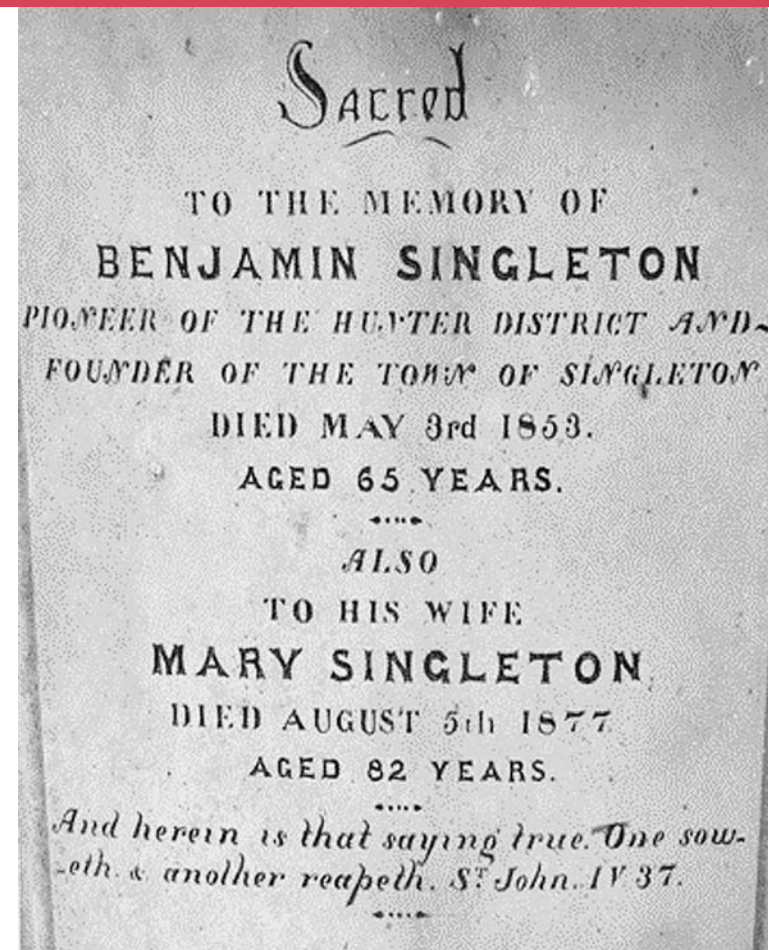 Sacred
TO THE MEMORY OF
BENJAMIN SINGLETON
PIONEER OF THE HUNTER DISTRICT AND-
FOUNDER OF THE TOWN OF SINGLETON
DIED MAY 3rd 1853.
AGED 65 YEARS.
ALSO
TO HIS WIFE
MARY SINGLETON
DIED AUGUST 5th 1877
AGED 82 YEARS.
And herein is that saying true. One sow-
-eth. & another reapeth. St John. IV 37.